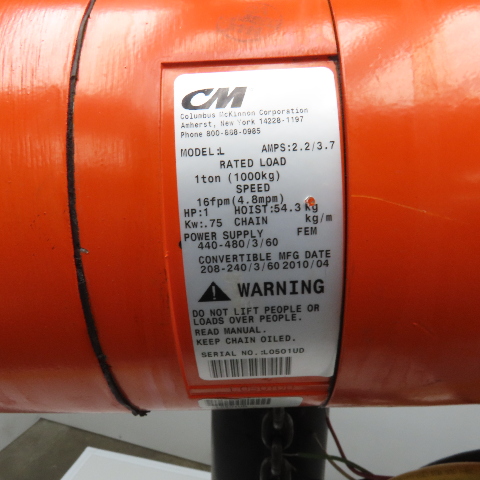 CM
Columbus McKinnon Corporation
Amherst, New York 14228-1197
Phone 800-888-0985
MODEL:L AMPS:2.2/3.7
RATED LOAD
1ton (1000kg)
SPEED
16fpm(4.8mpm)
HP:1 HOIST:54.3 kg
Kw:.75 CHAIN kg/m
POWER SUPPLY FEM
440-480/3/60
CONVERTIBLE MFG DATE
208-240/3/60 2010/04
WARNING
DO NOT LIFT PEOPLE OR
LOADS OVER PEOPLE.
READ MANUAL.
KEEP CHAIN OILED.
SERIAL NO.:L0501UD